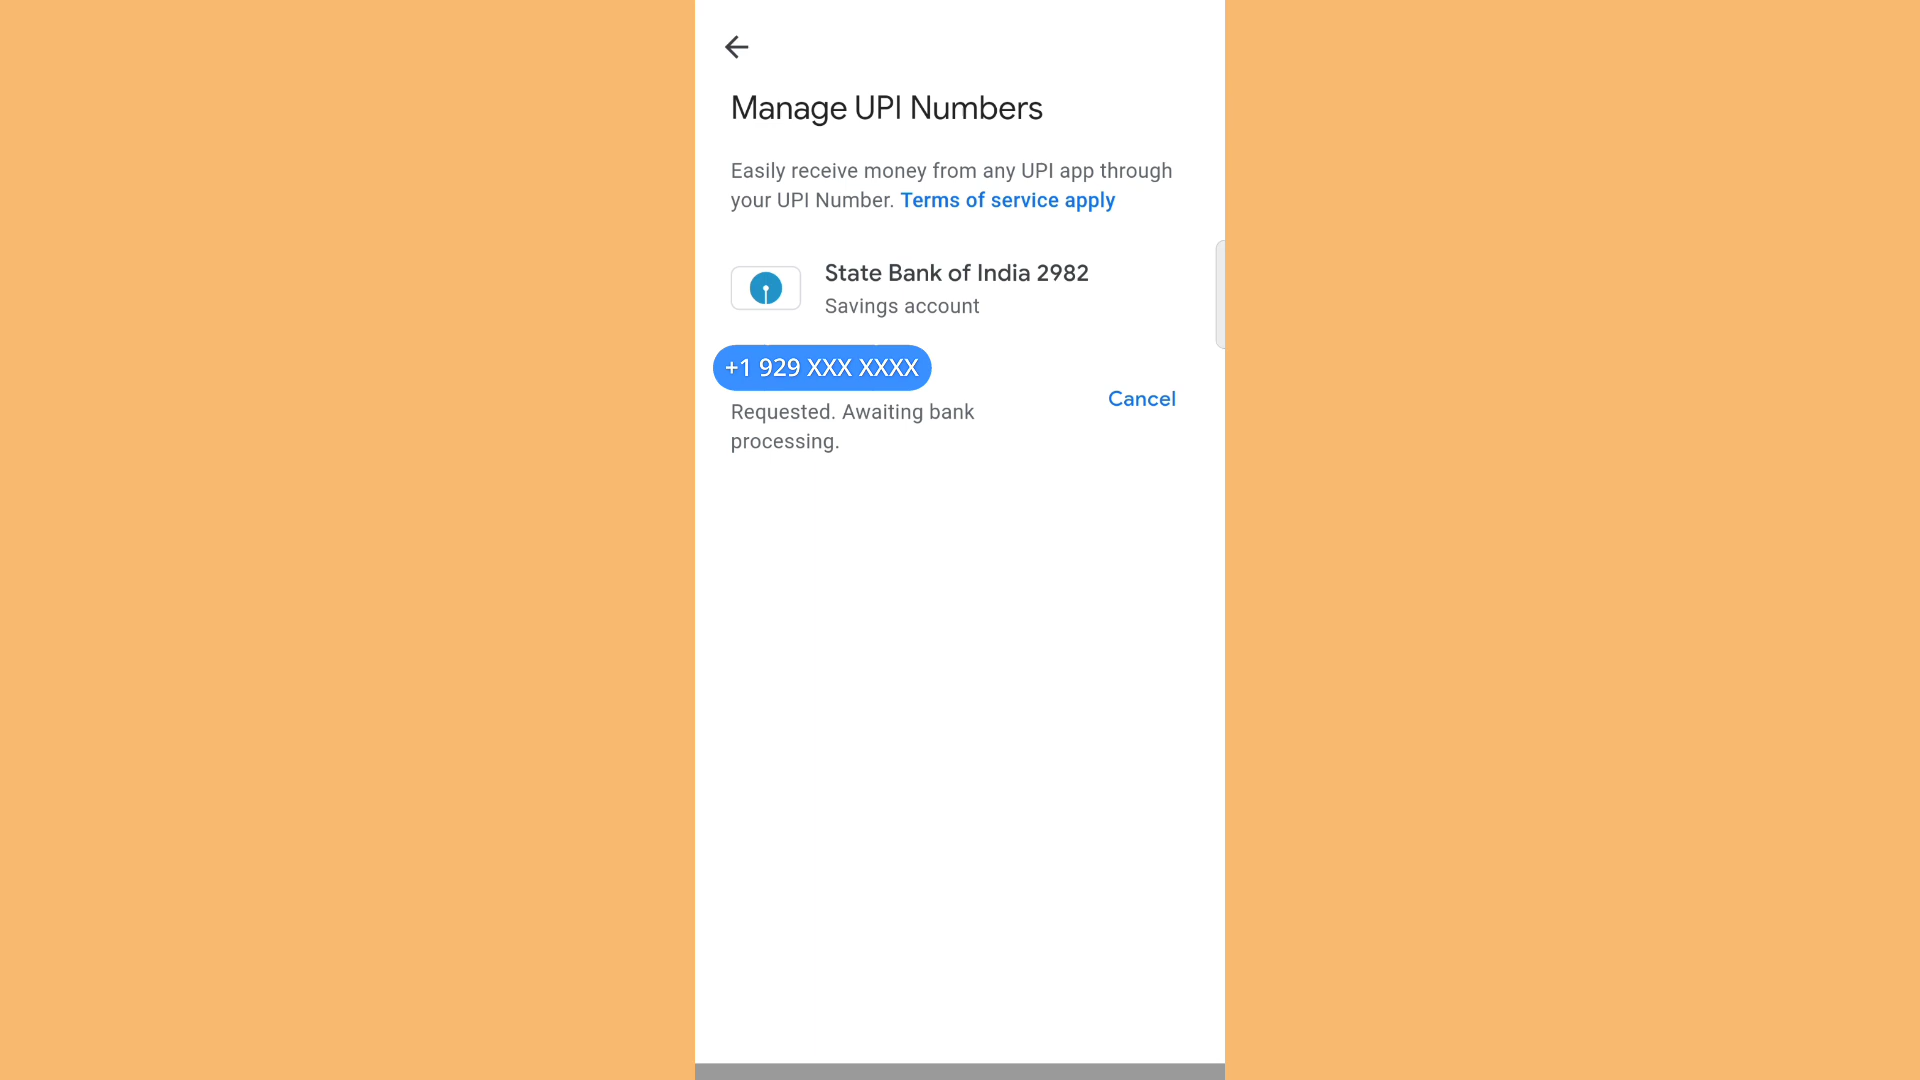 Manage UPI Numbers
Easily receive money from any UPI app through
your UPI Number. Terms of service apply
State Bank of India 2982
Savings account
+1 929 XXX XXXX
Cancel
Requested. Awaiting bank
processing.